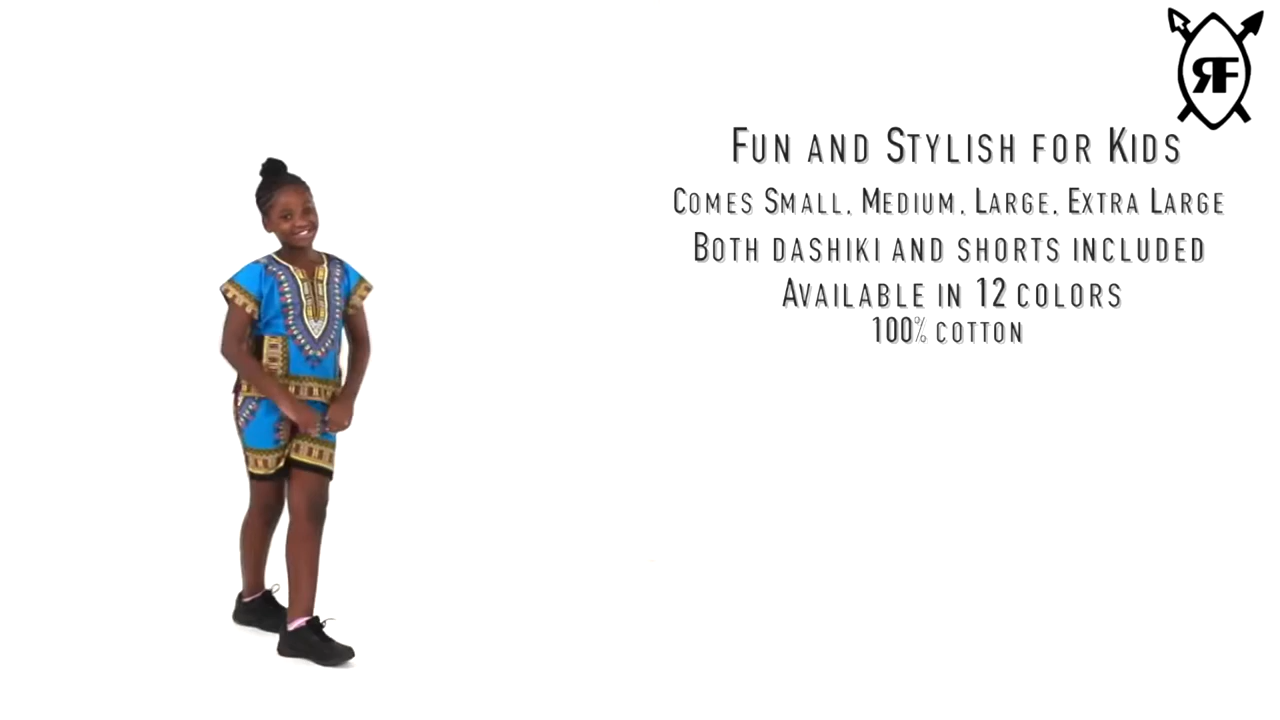 ЯF
Fun and Stylish for Kids
Comes Small, Medium, Large, Extra Large
Both dashiki and shorts included
Available in 12 colors
100% cotton